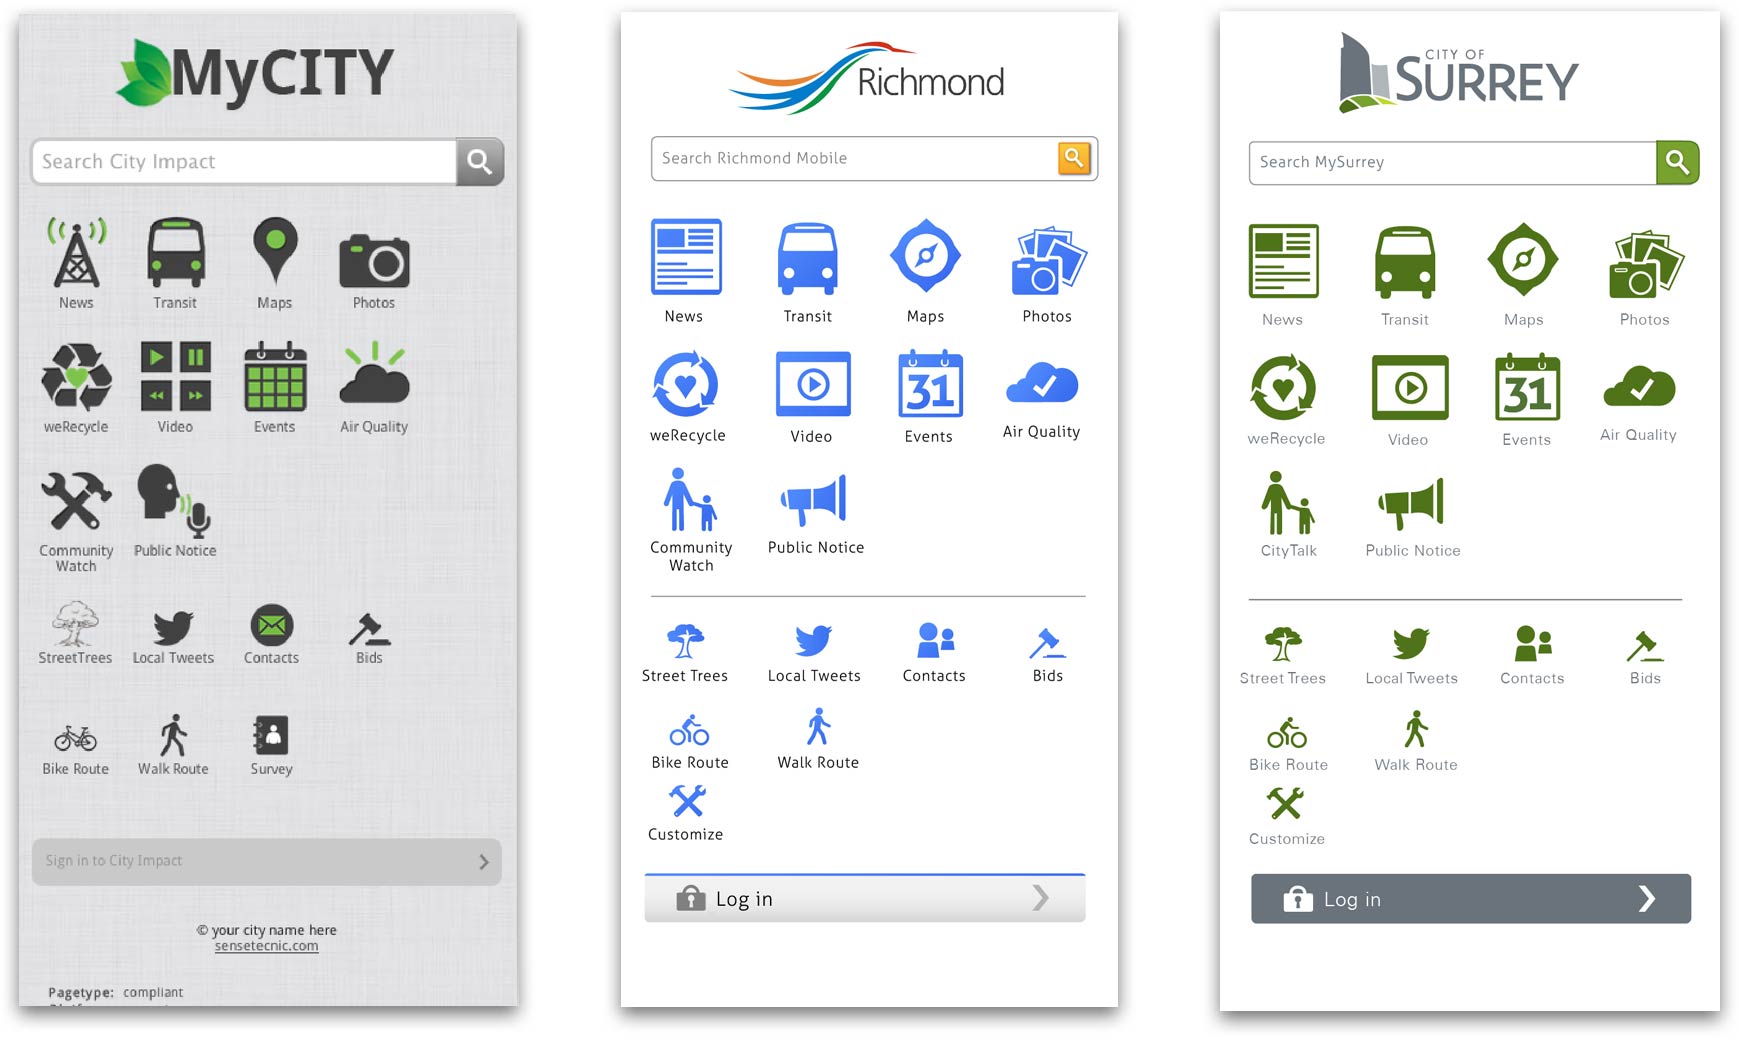 MyCITY
Search City Impact
News Transit Maps Photos
weRecycle Video Events Air Quality
Community Watch Public Notice
StreetTrees Local Tweets Contacts Bids
Bike Route Walk Route Survey
Sign in to City Impact
© your city name here
sensetecnic.com
Pagetype: compliant
Richmond
Search Richmond Mobile
News Transit Maps Photos
weRecycle Video Events Air Quality
31
Community Watch Public Notice
Street Trees Local Tweets Contacts Bids
Bike Route Walk Route
Customize
Log in
CITY OF
SURREY
Search MySurrey
News Transit Maps Photos
weRecycle Video Events Air Quality
31
CityTalk Public Notice
Street Trees Local Tweets Contacts Bids
Bike Route Walk Route
Customize
Log in